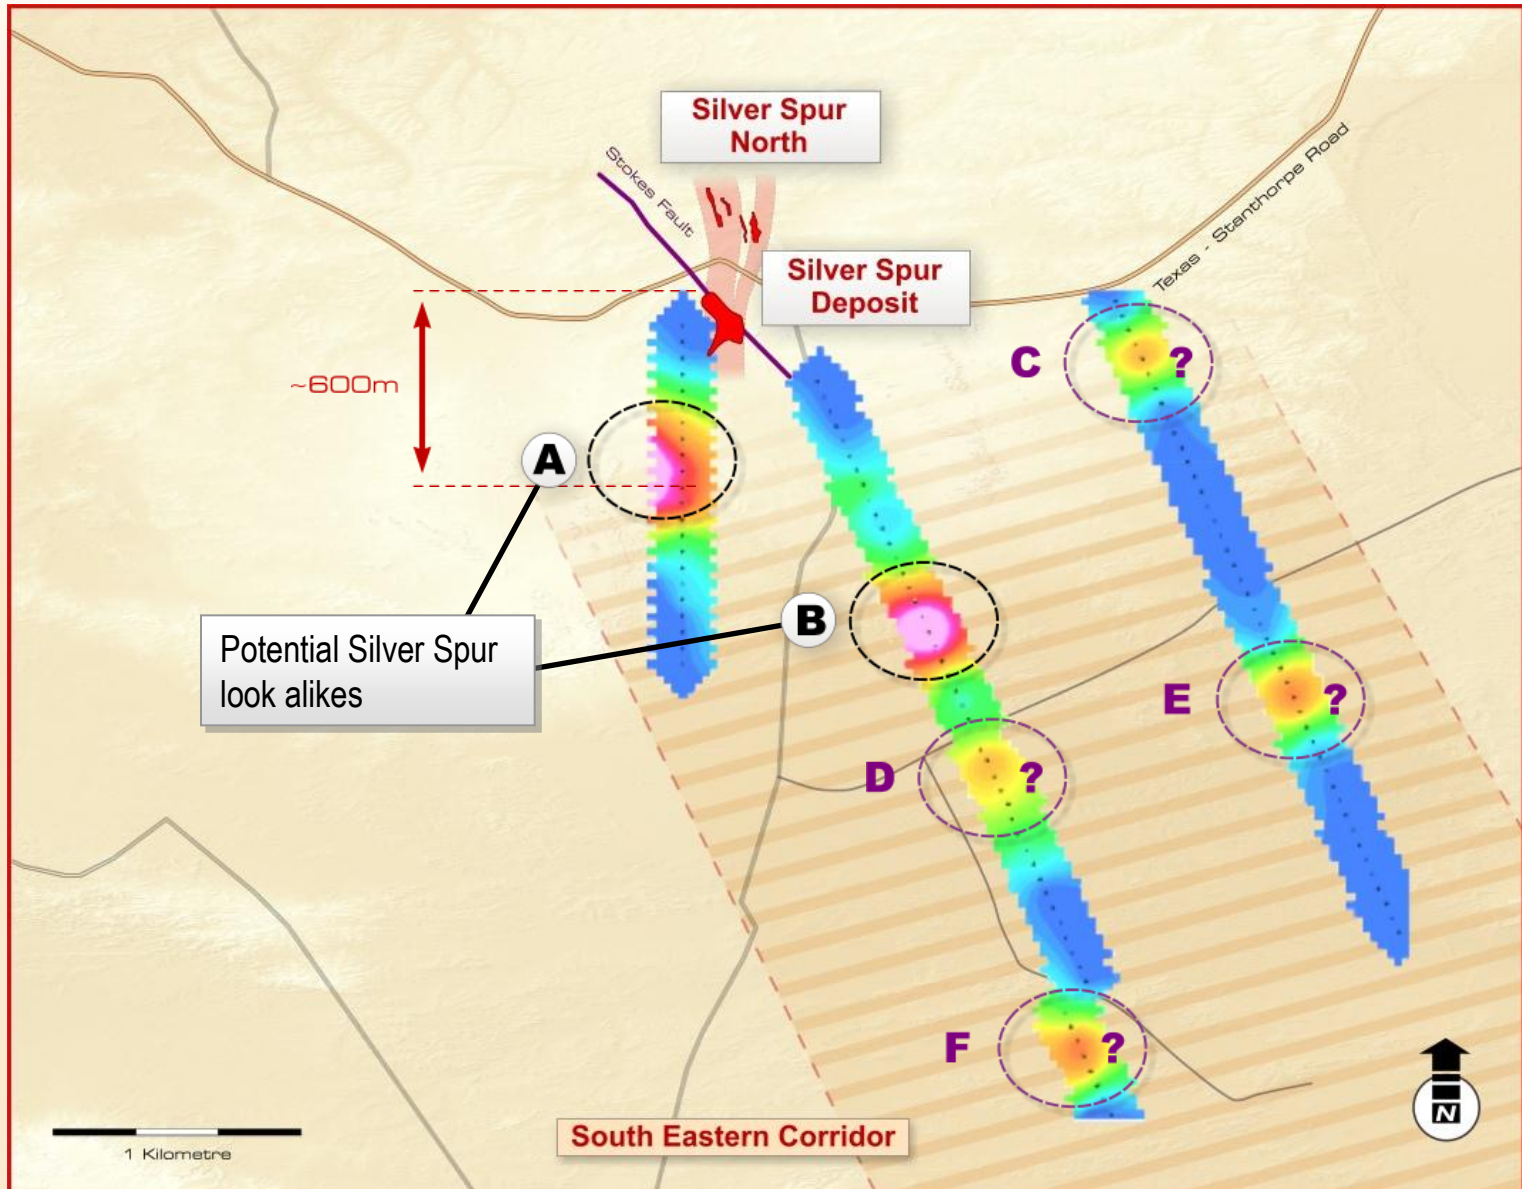 Silver Spur
North
Stokes Fault
Texas - Stanthorpe Road
Silver Spur
Deposit
C
?
~600m
A
B
Potential Silver Spur
look alikes
E
?
D
?
F
?
N
South Eastern Corridor
1 Kilometre